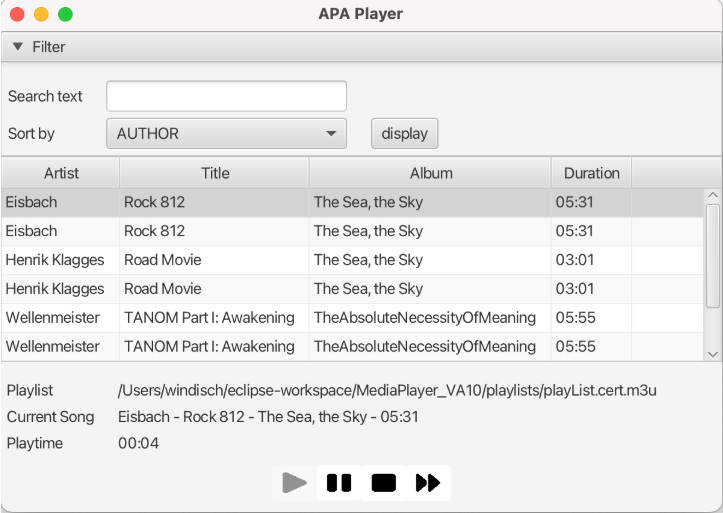 APA Player
Filter
Search text
Sort by AUTHOR display
Artist Title Album Duration
Eisbach Rock 812 The Sea, the Sky 05:31
Eisbach Rock 812 The Sea, the Sky 05:31
Henrik Klagges Road Movie The Sea, the Sky 03:01
Henrik Klagges Road Movie The Sea, the Sky 03:01
Wellenmeister TANOM Part I: Awakening TheAbsoluteNecessityOfMeaning 05:55
Wellenmeister TANOM Part I: Awakening TheAbsoluteNecessityOfMeaning 05:55
Playlist /Users/windisch/eclipse-workspace/MediaPlayer_VA10/playlists/playList.cert.m3u
Current Song Eisbach - Rock 812 - The Sea, the Sky - 05:31
Playtime 00:04